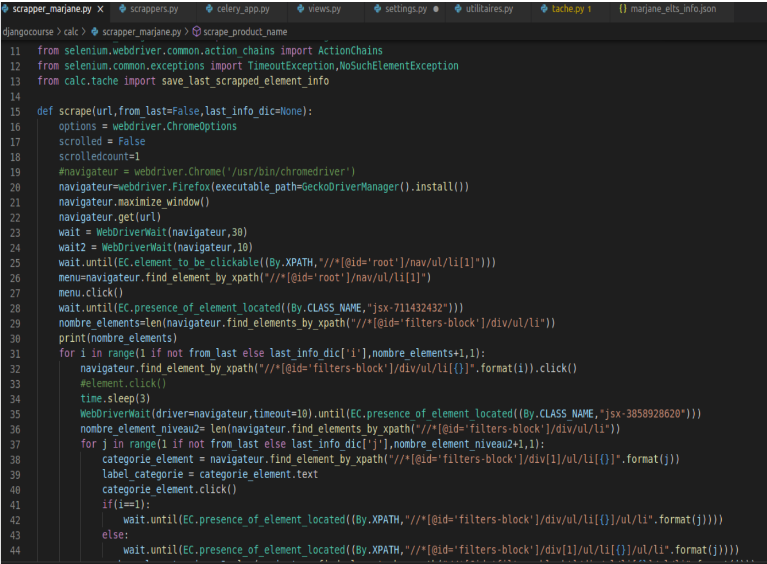 scrapper_marjane.py × scrappers.py celery_app.py views.py settings.py utilitaires.py tache.py 1 {} marjane_elts_info.json
djangocourse > calc > scrapper_marjane.py > scrape_product_name
11 from selenium.webdriver.common.action_chains import ActionChains
12 from selenium.common.exceptions import TimeoutException,NoSuchElementException
13 from calc.tache import save_last_scrapped_element_info
14
15 def scrape(url,from_last=False,last_info_dic=None):
16     options = webdriver.ChromeOptions
17     scrolled = False
18     scrolledcount=1
19     #navigateur = webdriver.Chrome('/usr/bin/chromedriver')
20     navigateur=webdriver.Firefox(executable_path=GeckoDriverManager().install())
21     navigateur.maximize_window()
22     navigateur.get(url)
23     wait = WebDriverWait(navigateur,30)
24     wait2 = WebDriverWait(navigateur,10)
25     wait.until(EC.element_to_be_clickable((By.XPATH,"//*[@id='root']/nav/ul/li[1]")))
26     menu=navigateur.find_element_by_xpath("//*[@id='root']/nav/ul/li[1]")
27     menu.click()
28     wait.until(EC.presence_of_element_located((By.CLASS_NAME,"jsx-711432432")))
29     nombre_elements=len(navigateur.find_elements_by_xpath("//*[@id='filters-block']/div/ul/li"))
30     print(nombre_elements)
31     for i in range(1 if not from_last else last_info_dic['i'],nombre_elements+1,1):
32         navigateur.find_element_by_xpath("//*[@id='filters-block']/div/ul/li[{}]".format(i)).click()
33         #element.click()
34         time.sleep(3)
35         WebDriverWait(driver=navigateur,timeout=10).until(EC.presence_of_element_located((By.CLASS_NAME,"jsx-3858928620")))
36         nombre_element_niveau2= len(navigateur.find_elements_by_xpath("//*[@id='filters-block']/div/ul/li"))
37         for j in range(1 if not from_last else last_info_dic['j'],nombre_element_niveau2+1,1):
38             categorie_element = navigateur.find_element_by_xpath("//*[@id='filters-block']/div[1]/ul/li[{}]".format(j))
39             label_categorie = categorie_element.text
40             categorie_element.click()
41             if(i==1):
42                 wait.until(EC.presence_of_element_located((By.XPATH,"//*[@id='filters-block']/div/ul/li[{}]/ul/li".format(j))))
43             else:
44                 wait.until(EC.presence_of_element_located((By.XPATH,"//*[@id='filters-block']/div[1]/ul/li[{}]/ul/li".format(j))))